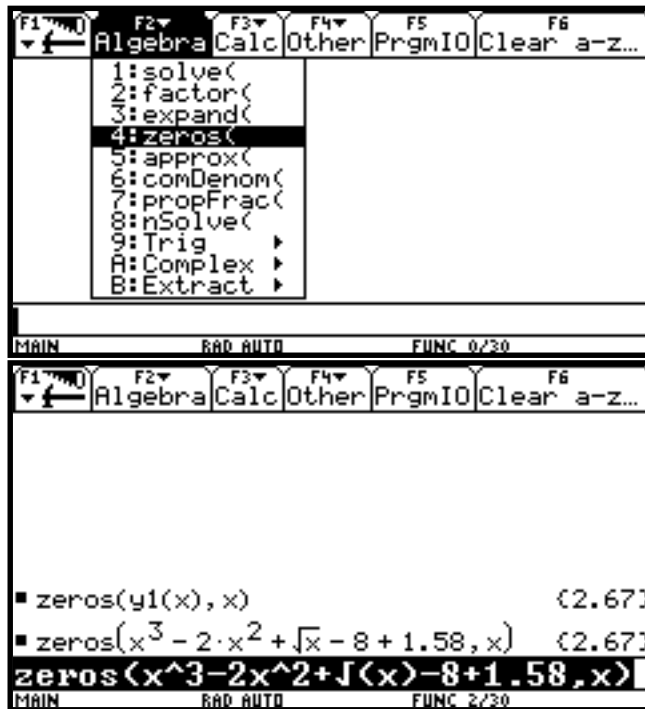 F1 F2 F3 F4 F5 F6
Algebra Calc Other PrgmIO Clear a-z…
1:solve(
2:factor(
3:expand(
4:zeros(
5:approx(
6:comDenom(
7:propFrac(
8:nSolve(
9:Trig ▸
A:Complex ▸
B:Extract ▸
MAIN RAD AUTO FUNC 0/30
F1 F2 F3 F4 F5 F6
Algebra Calc Other PrgmIO Clear a-z…
▪ zeros(y1(x), x) {2.67}
▪ zeros(x³ - 2·x² + √x - 8 + 1.58, x) {2.67}
zeros(x^3-2x^2+√(x)-8+1.58,x)
MAIN RAD AUTO FUNC 2/30